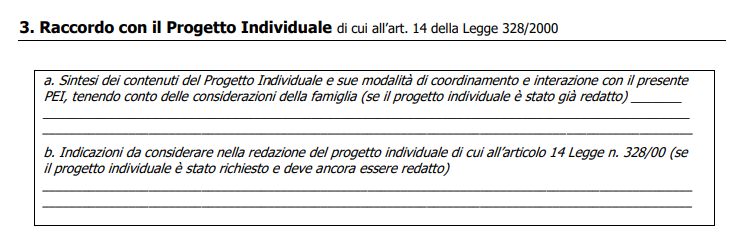 3. Raccordo con il Progetto Individuale di cui all'art. 14 della Legge 328/2000
a. Sintesi dei contenuti del Progetto Individuale e sue modalità di coordinamento e interazione con il presente
PEI, tenendo conto delle considerazioni della famiglia (se il progetto individuale è stato già redatto) _______
b. Indicazioni da considerare nella redazione del progetto individuale di cui all'articolo 14 Legge n. 328/00 (se
il progetto individuale è stato richiesto e deve ancora essere redatto)